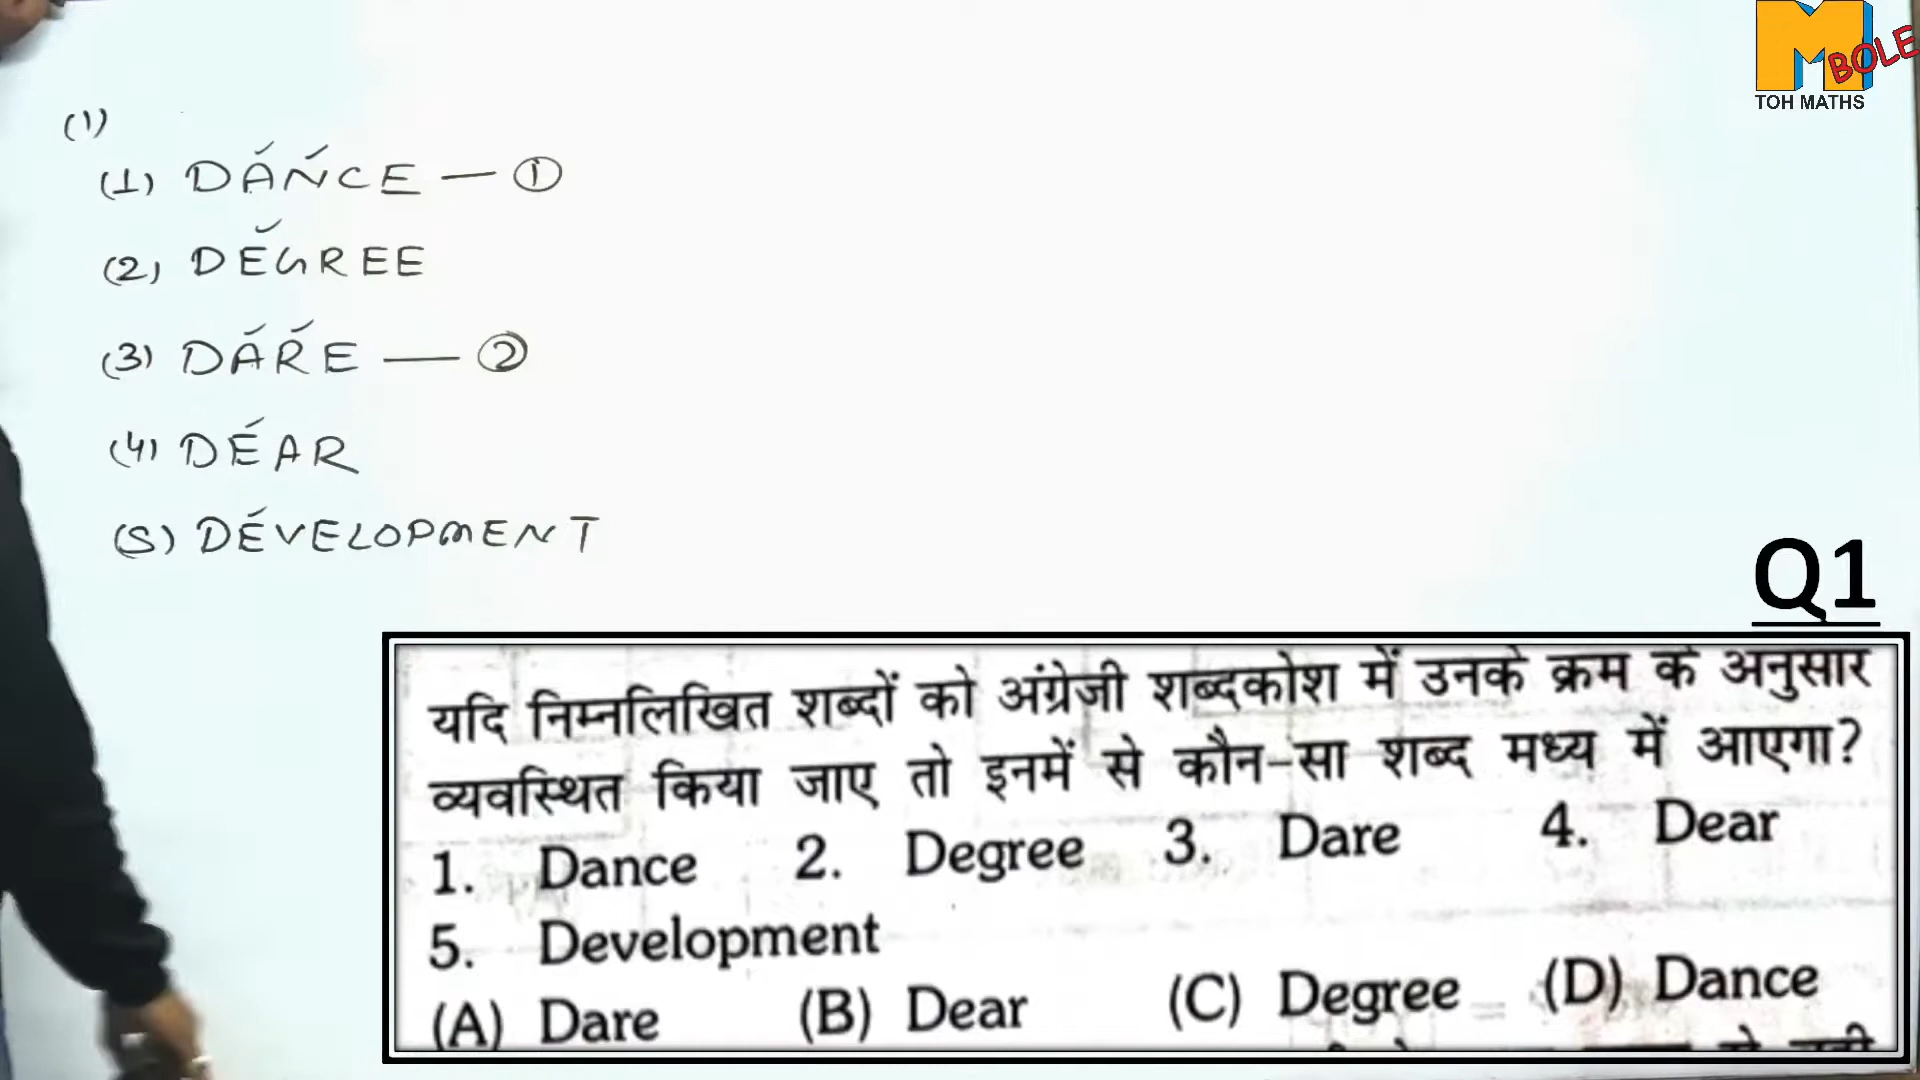 M BOLE
TOH MATHS
(1)
(1) DANCE — ①
(2) DEGREE
(3) DARE — ②
(4) DEAR
(5) DEVELOPMENT
Q1
यदि निम्नलिखित शब्दों को अंग्रेजी शब्दकोश में उनके क्रम के अनुसार
व्यवस्थित किया जाए तो इनमें से कौन-सा शब्द मध्य में आएगा?
1. Dance 2. Degree 3. Dare 4. Dear
5. Development
(A) Dare (B) Dear (C) Degree (D) Dance